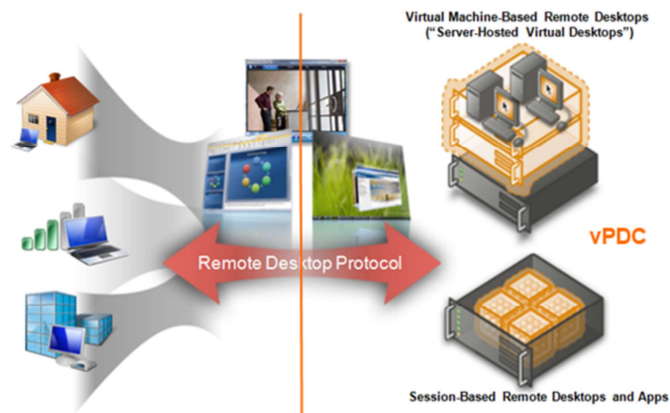 Virtual Machine-Based Remote Desktops
("Server-Hosted Virtual Desktops")
Remote Desktop Protocol
vPDC
Session-Based Remote Desktops and Apps